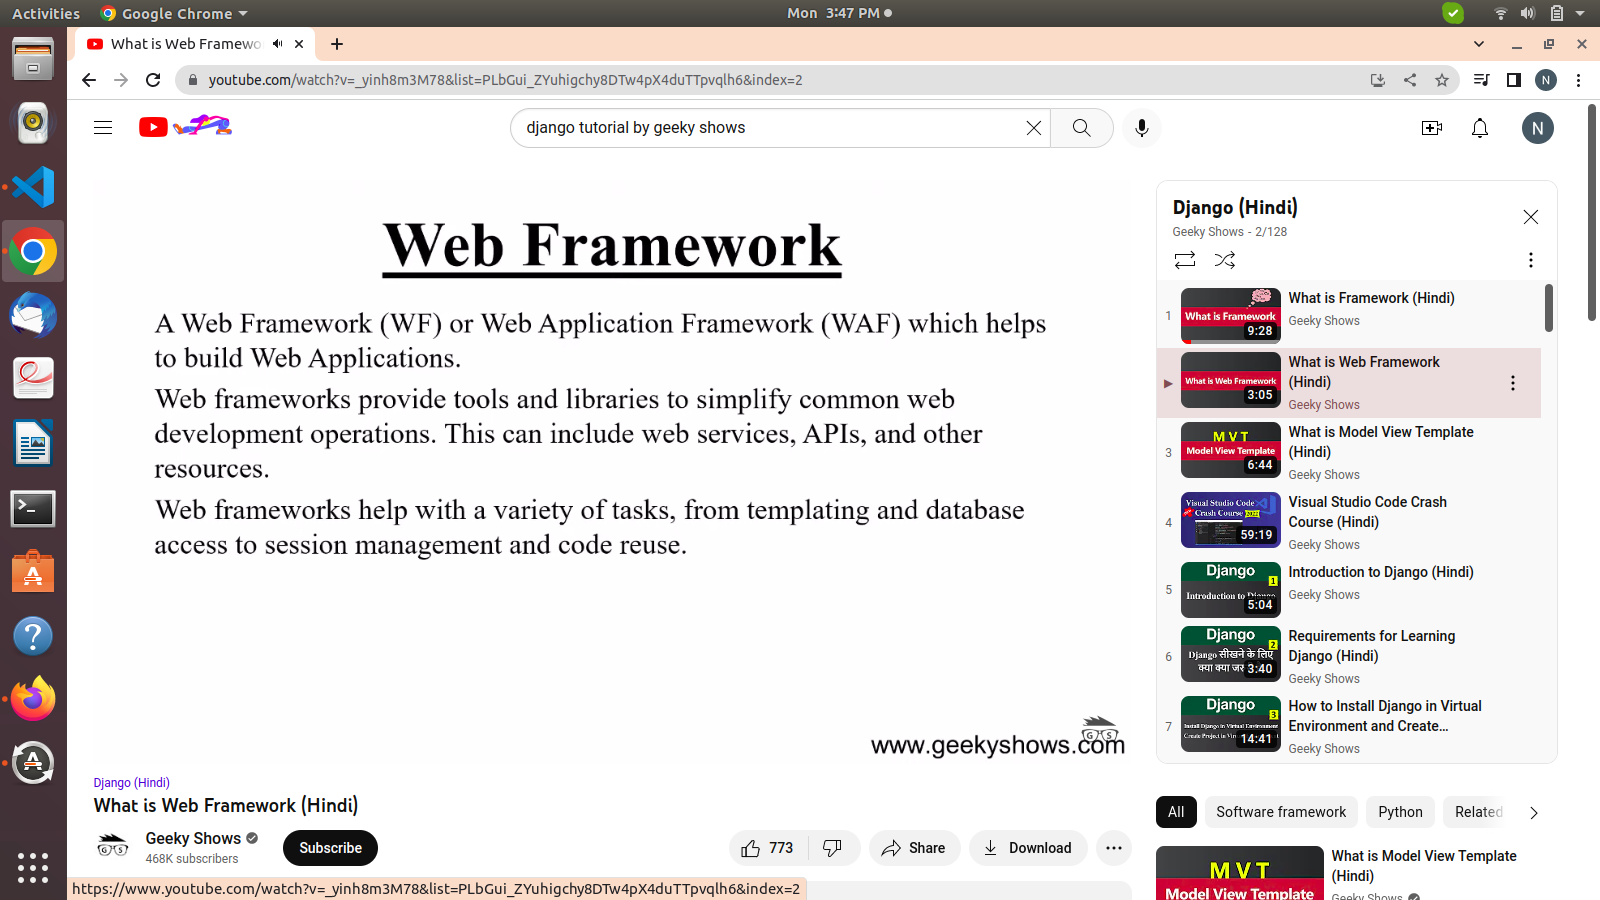 Activities
Google Chrome
Mon 3:47 PM
What is Web Framewor
youtube.com/watch?v=_yinh8m3M78&list=PLbGui_ZYuhigchy8DTw4pX4duTTpvqlh6&index=2
N
django tutorial by geeky shows
N
Web Framework
A Web Framework (WF) or Web Application Framework (WAF) which helps
to build Web Applications.
Web frameworks provide tools and libraries to simplify common web
development operations. This can include web services, APIs, and other
resources.
Web frameworks help with a variety of tasks, from templating and database
access to session management and code reuse.
G S
www.geekyshows.com
Django (Hindi)
What is Web Framework (Hindi)
G S
Geeky Shows
468K subscribers
Subscribe
773
Share
Download
https://www.youtube.com/watch?v=_yinh8m3M78&list=PLbGui_ZYuhigchy8DTw4pX4duTTpvqlh6&index=2
Django (Hindi)
Geeky Shows - 2/128
1
What is Framework
9:28
What is Framework (Hindi)
Geeky Shows
What is Web Framework
3:05
What is Web Framework
(Hindi)
Geeky Shows
3
MVT
Model View Template
6:44
What is Model View Template
(Hindi)
Geeky Shows
4
Visual Studio Code
Crash Course
59:19
Visual Studio Code Crash
Course (Hindi)
Geeky Shows
5
Django
1
Introduction to Django
5:04
Introduction to Django (Hindi)
Geeky Shows
6
Django
2
Django सीखने के लिए
क्या क्या
3:40
Requirements for Learning
Django (Hindi)
Geeky Shows
7
Django
3
Install Django in Virtual Environment
Create Project in
14:41
How to Install Django in Virtual
Environment and Create...
Geeky Shows
All
Software framework
Python
Related
MVT
Model View Template
What is Model View Template
(Hindi)
Geeky Shows